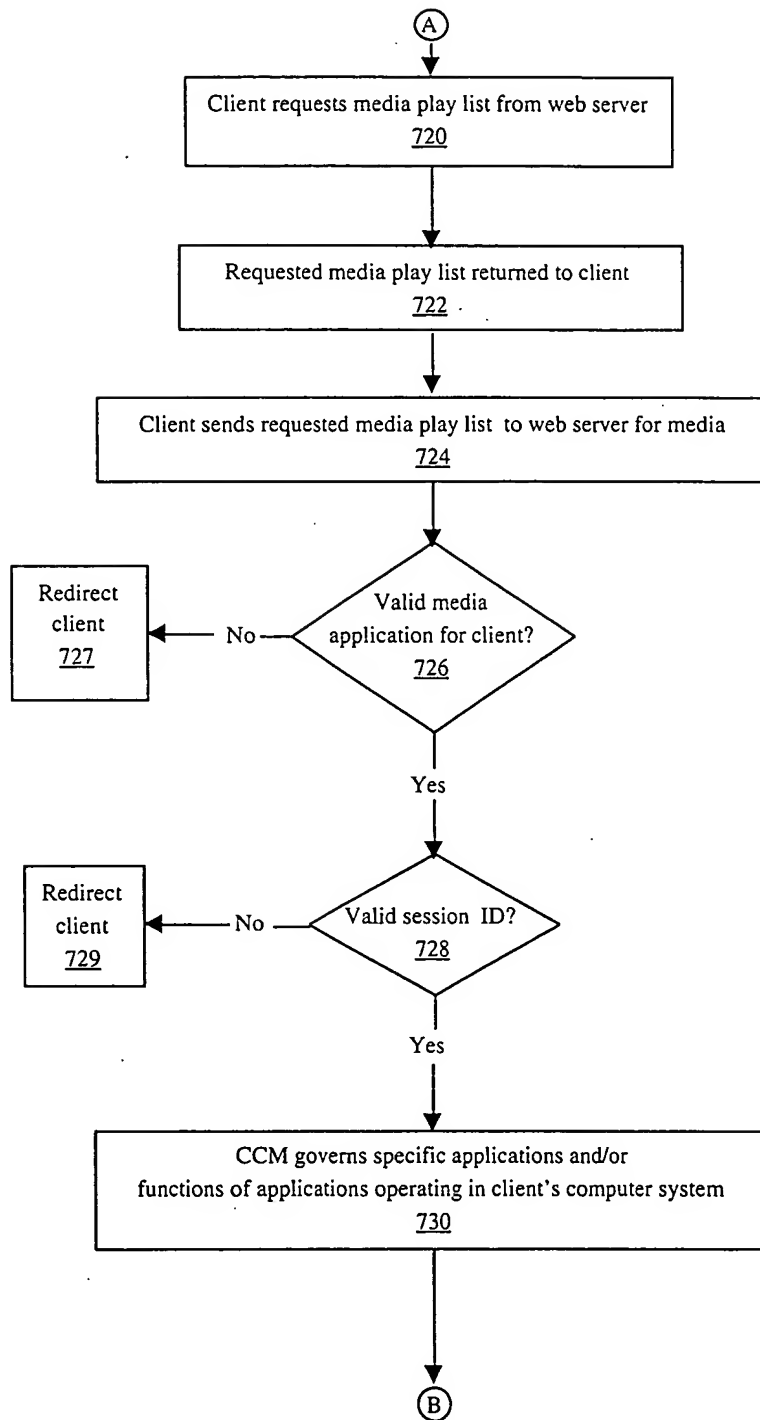 A
Client requests media play list from web server
720
Requested media play list returned to client
722
Client sends requested media play list to web server for media
724
Valid media
application for client?
726
No
Redirect
client
727
Yes
Valid session ID?
728
No
Redirect
client
729
Yes
CCM governs specific applications and/or
functions of applications operating in client's computer system
730
B